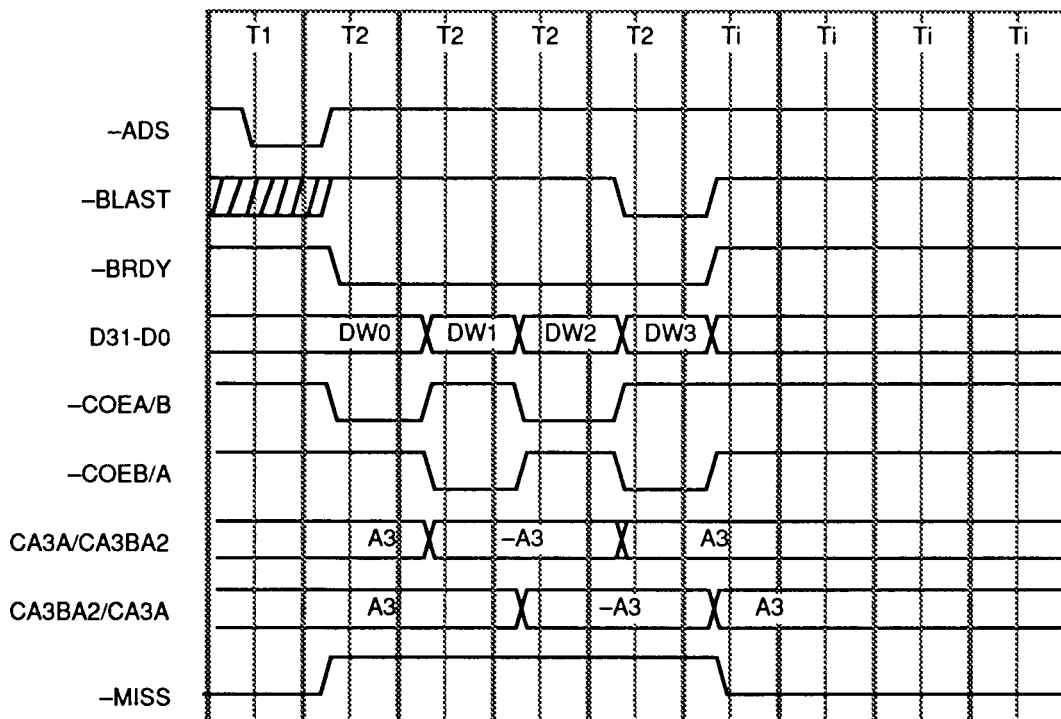 T1 T2 T2 T2 T2 Ti Ti Ti Ti
–ADS
–BLAST
–BRDY
D31-D0 DW0 DW1 DW2 DW3
–COEA/B
–COEB/A
CA3A/CA3BA2 A3 –A3 A3
CA3BA2/CA3A A3 –A3 A3
–MISS